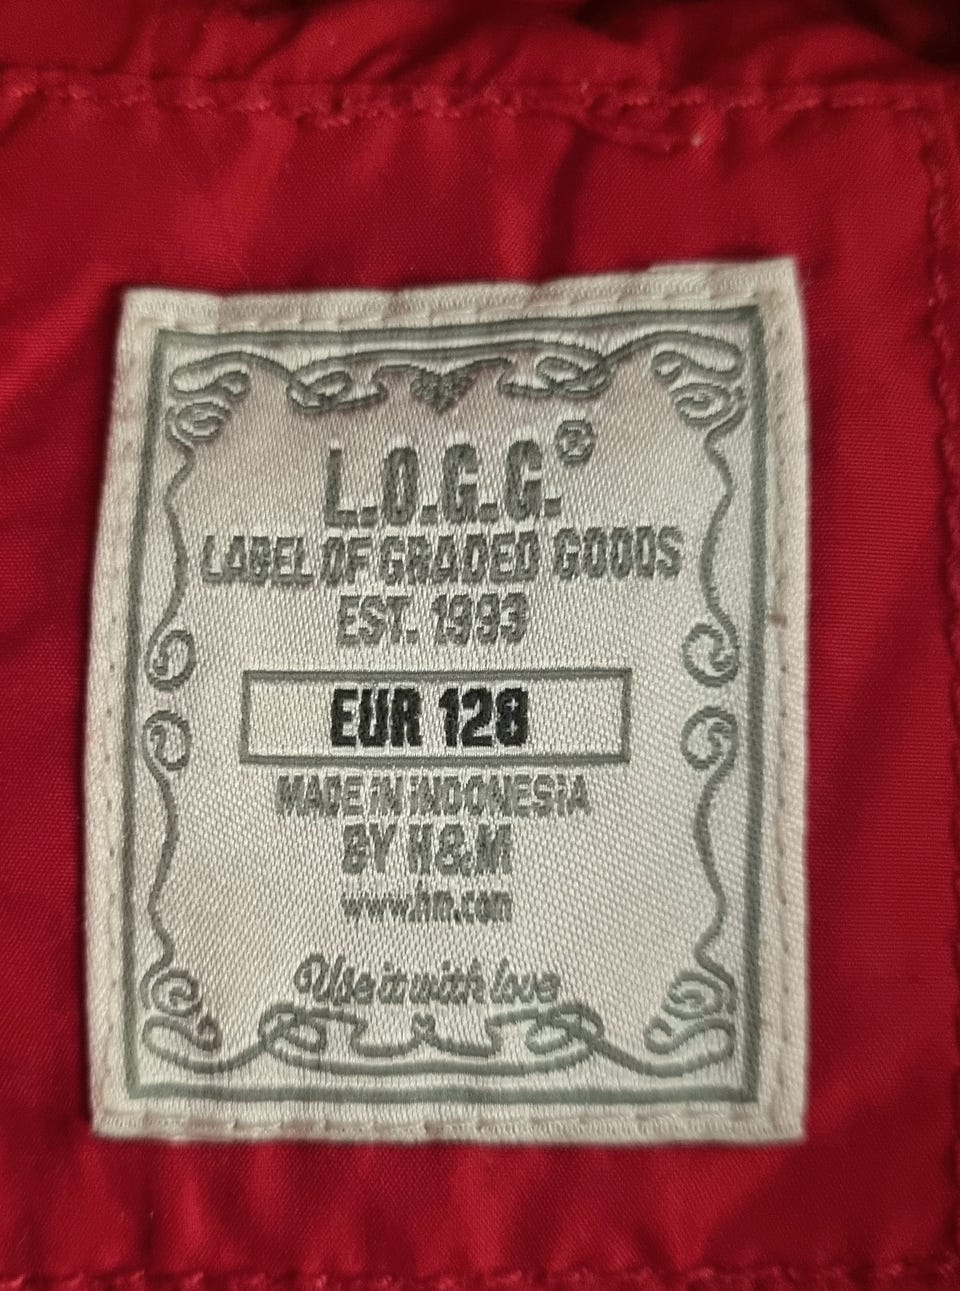 L.O.G.G.®
LABEL OF GRADED GOODS
EST. 1993
EUR 128
MADE iN iNDONESiA
BY H&M
www.hm.com
Use it with love